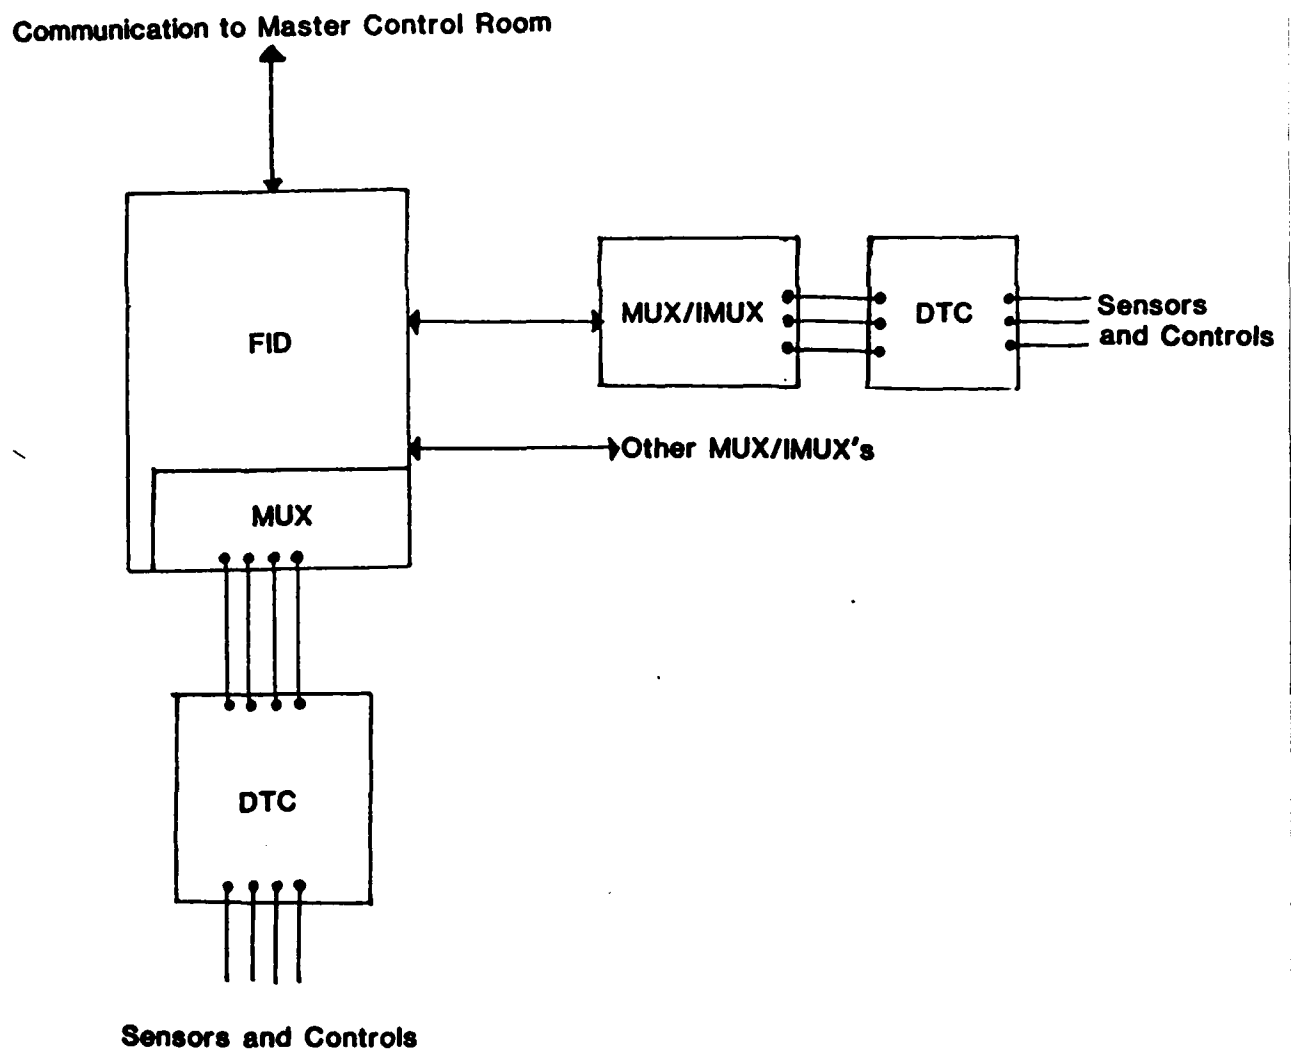 Communication to Master Control Room
FID
MUX/IMUX
DTC
Sensors
and Controls
Other MUX/IMUX's
MUX
DTC
Sensors and Controls